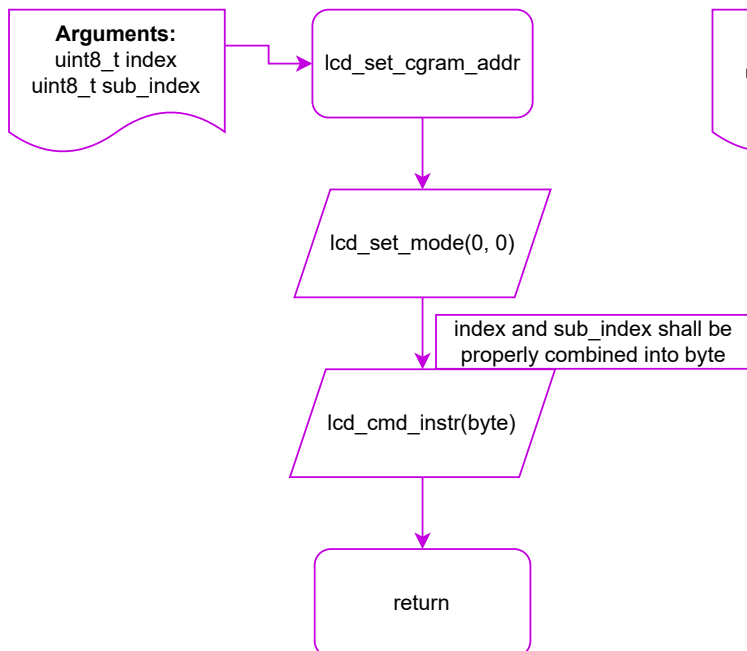 Arguments:
uint8_t index
uint8_t sub_index
lcd_set_cgram_addr
lcd_set_mode(0, 0)
index and sub_index shall be
properly combined into byte
lcd_cmd_instr(byte)
return